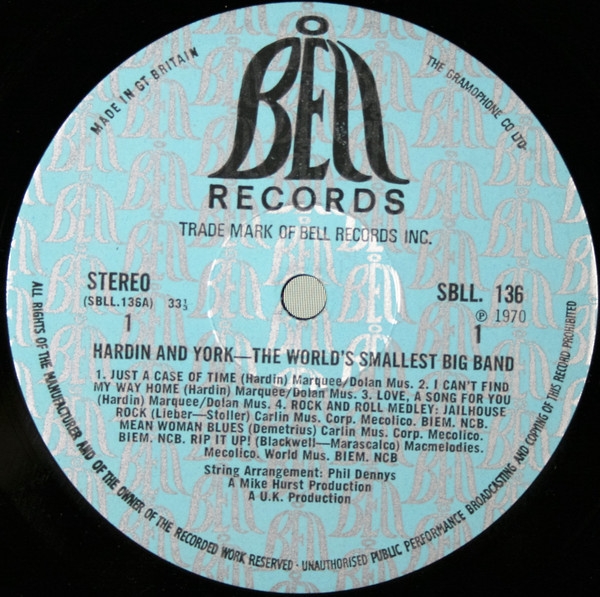 MADE IN GT BRITAIN
THE GRAMOPHONE CO LTD.
BELL
RECORDS
TRADE MARK OF BELL RECORDS INC.
STEREO
(SBLL.136A) 33⅓
1
SBLL. 136
℗ 1970
1
HARDIN AND YORK—THE WORLD'S SMALLEST BIG BAND
1. JUST A CASE OF TIME (Hardin) Marquee/Dolan Mus. 2. I CAN'T FIND
MY WAY HOME (Hardin) Marquee/Dolan Mus. 3. LOVE, A SONG FOR YOU
(Hardin) Marquee/Dolan Mus. 4. ROCK AND ROLL MEDLEY: JAILHOUSE
ROCK (Lieber—Stoller) Carlin Mus. Corp. Mecolico. BIEM. NCB.
MEAN WOMAN BLUES (Demetrius) Carlin Mus. Corp. Mecolico.
BIEM. NCB. RIP IT UP! (Blackwell—Marascalco) Macmelodies.
Mecolico. World Mus. BIEM. NCB
String Arrangement: Phil Dennys
A Mike Hurst Production
A U.K. Production
ALL RIGHTS OF THE MANUFACTURER AND OF THE OWNER OF THE RECORDED WORK RESERVED · UNAUTHORISED PUBLIC PERFORMANCE BROADCASTING AND COPYING OF THIS RECORD PROHIBITED